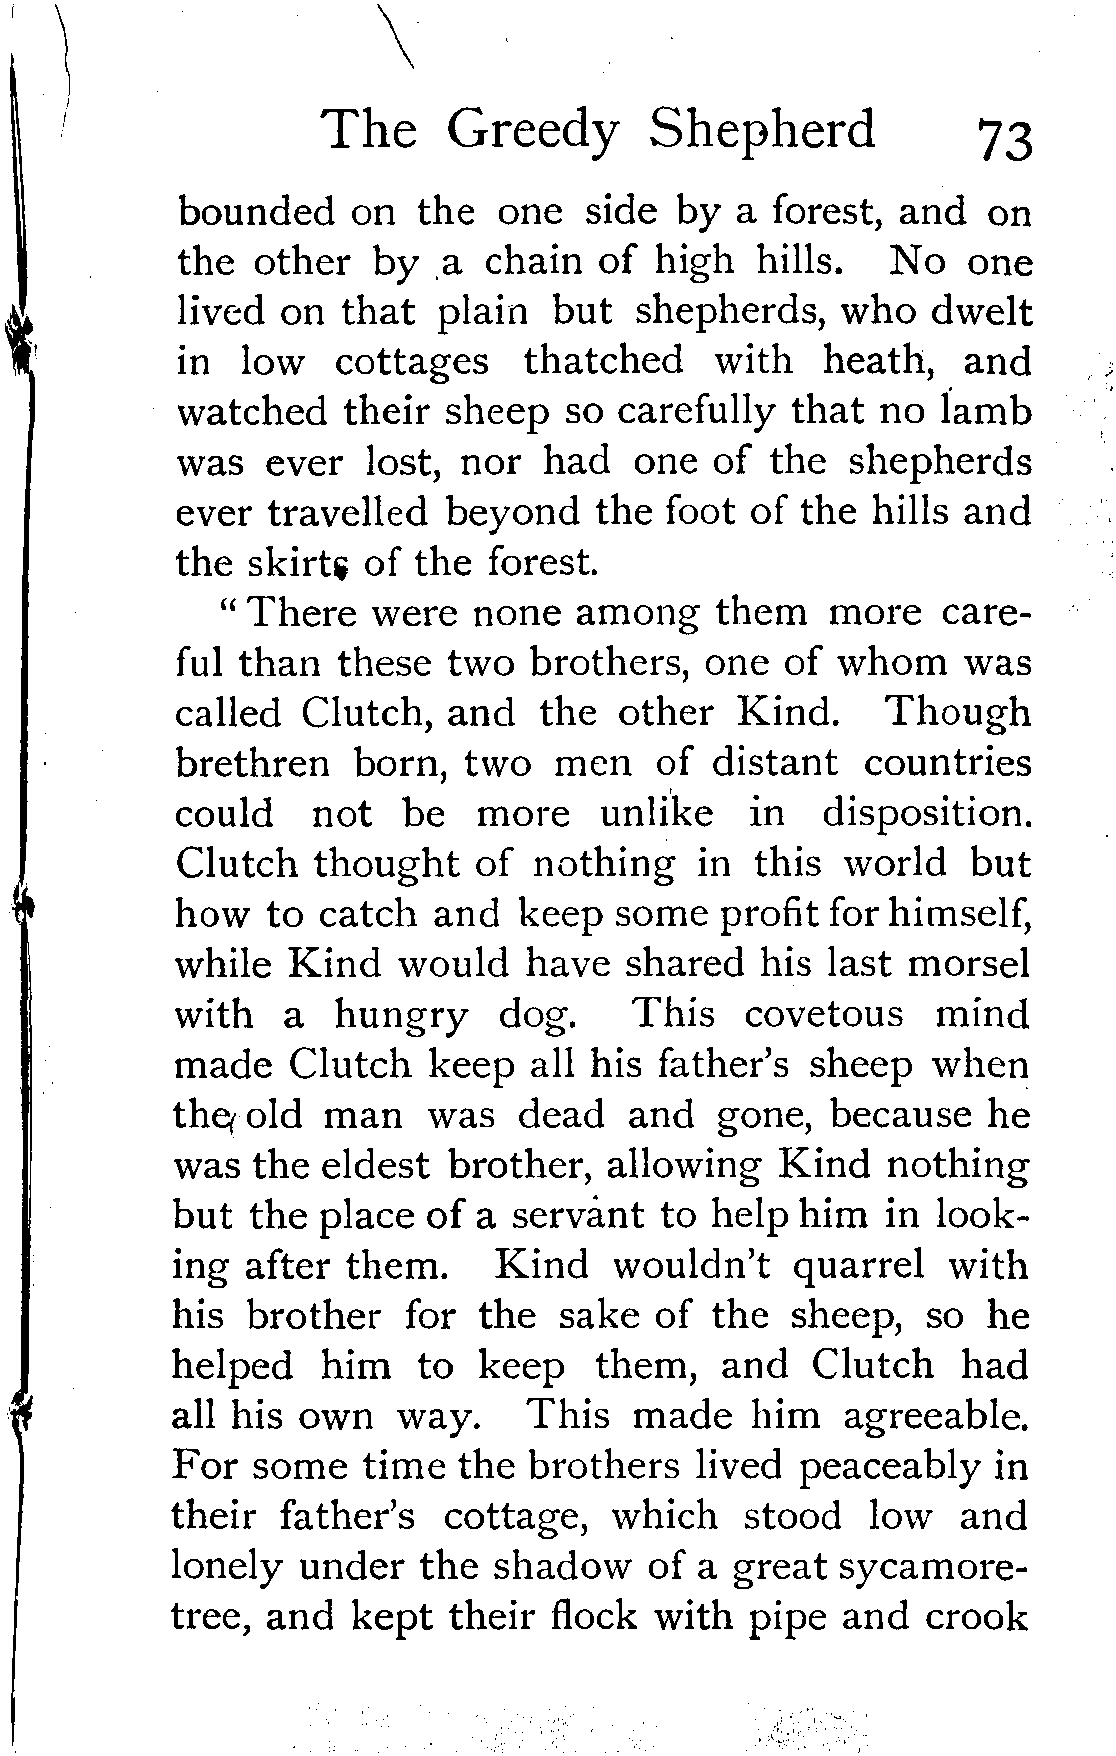 The Greedy Shepherd 73
bounded on the one side by a forest, and on
the other by a chain of high hills. No one
lived on that plain but shepherds, who dwelt
in low cottages thatched with heath, and
watched their sheep so carefully that no lamb
was ever lost, nor had one of the shepherds
ever travelled beyond the foot of the hills and
the skirts of the forest.
“ There were none among them more care-
ful than these two brothers, one of whom was
called Clutch, and the other Kind. Though
brethren born, two men of distant countries
could not be more unlike in disposition.
Clutch thought of nothing in this world but
how to catch and keep some profit for himself,
while Kind would have shared his last morsel
with a hungry dog. This covetous mind
made Clutch keep all his father's sheep when
the old man was dead and gone, because he
was the eldest brother, allowing Kind nothing
but the place of a servant to help him in look-
ing after them. Kind wouldn't quarrel with
his brother for the sake of the sheep, so he
helped him to keep them, and Clutch had
all his own way. This made him agreeable.
For some time the brothers lived peaceably in
their father's cottage, which stood low and
lonely under the shadow of a great sycamore-
tree, and kept their flock with pipe and crook